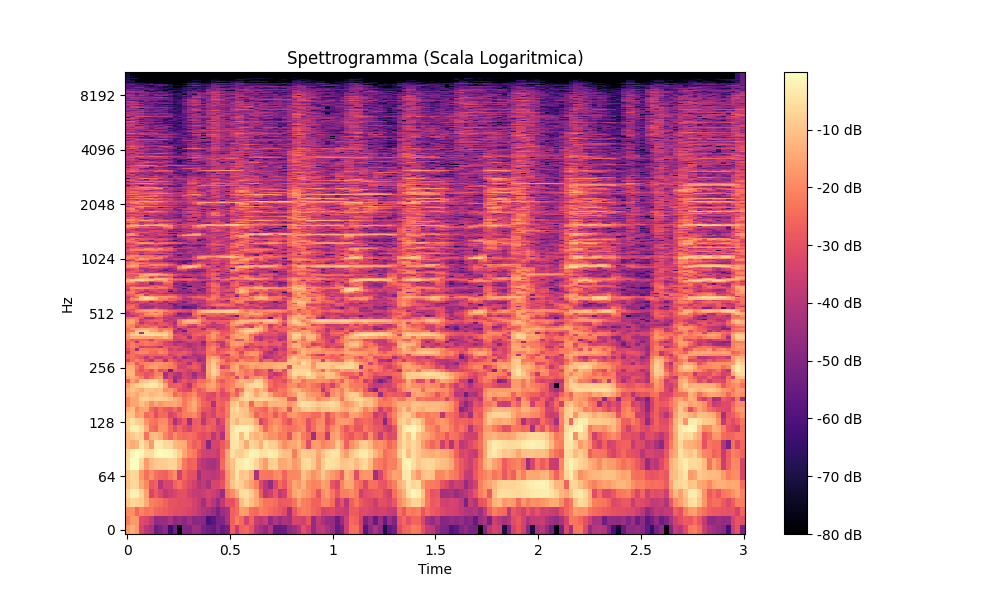 Spettrogramma (Scala Logaritmica)
Hz
8192
4096
2048
1024
512
256
128
64
0
0
0.5
1
1.5
2
2.5
3
Time
-10 dB
-20 dB
-30 dB
-40 dB
-50 dB
-60 dB
-70 dB
-80 dB